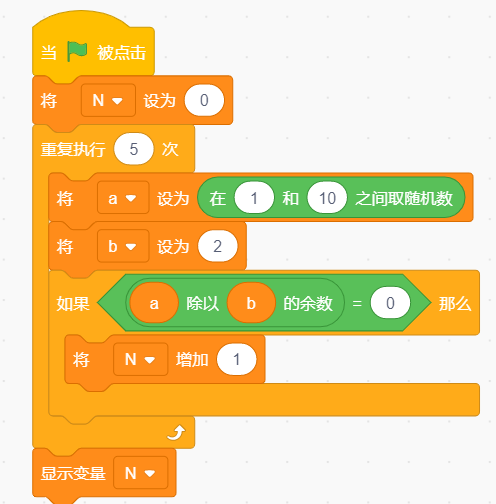 当 被点击
将 N 设为 0
重复执行 5 次
将 a 设为 在 1 和 10 之间取随机数
将 b 设为 2
如果 a 除以 b 的余数 = 0 那么
将 N 增加 1
显示变量 N